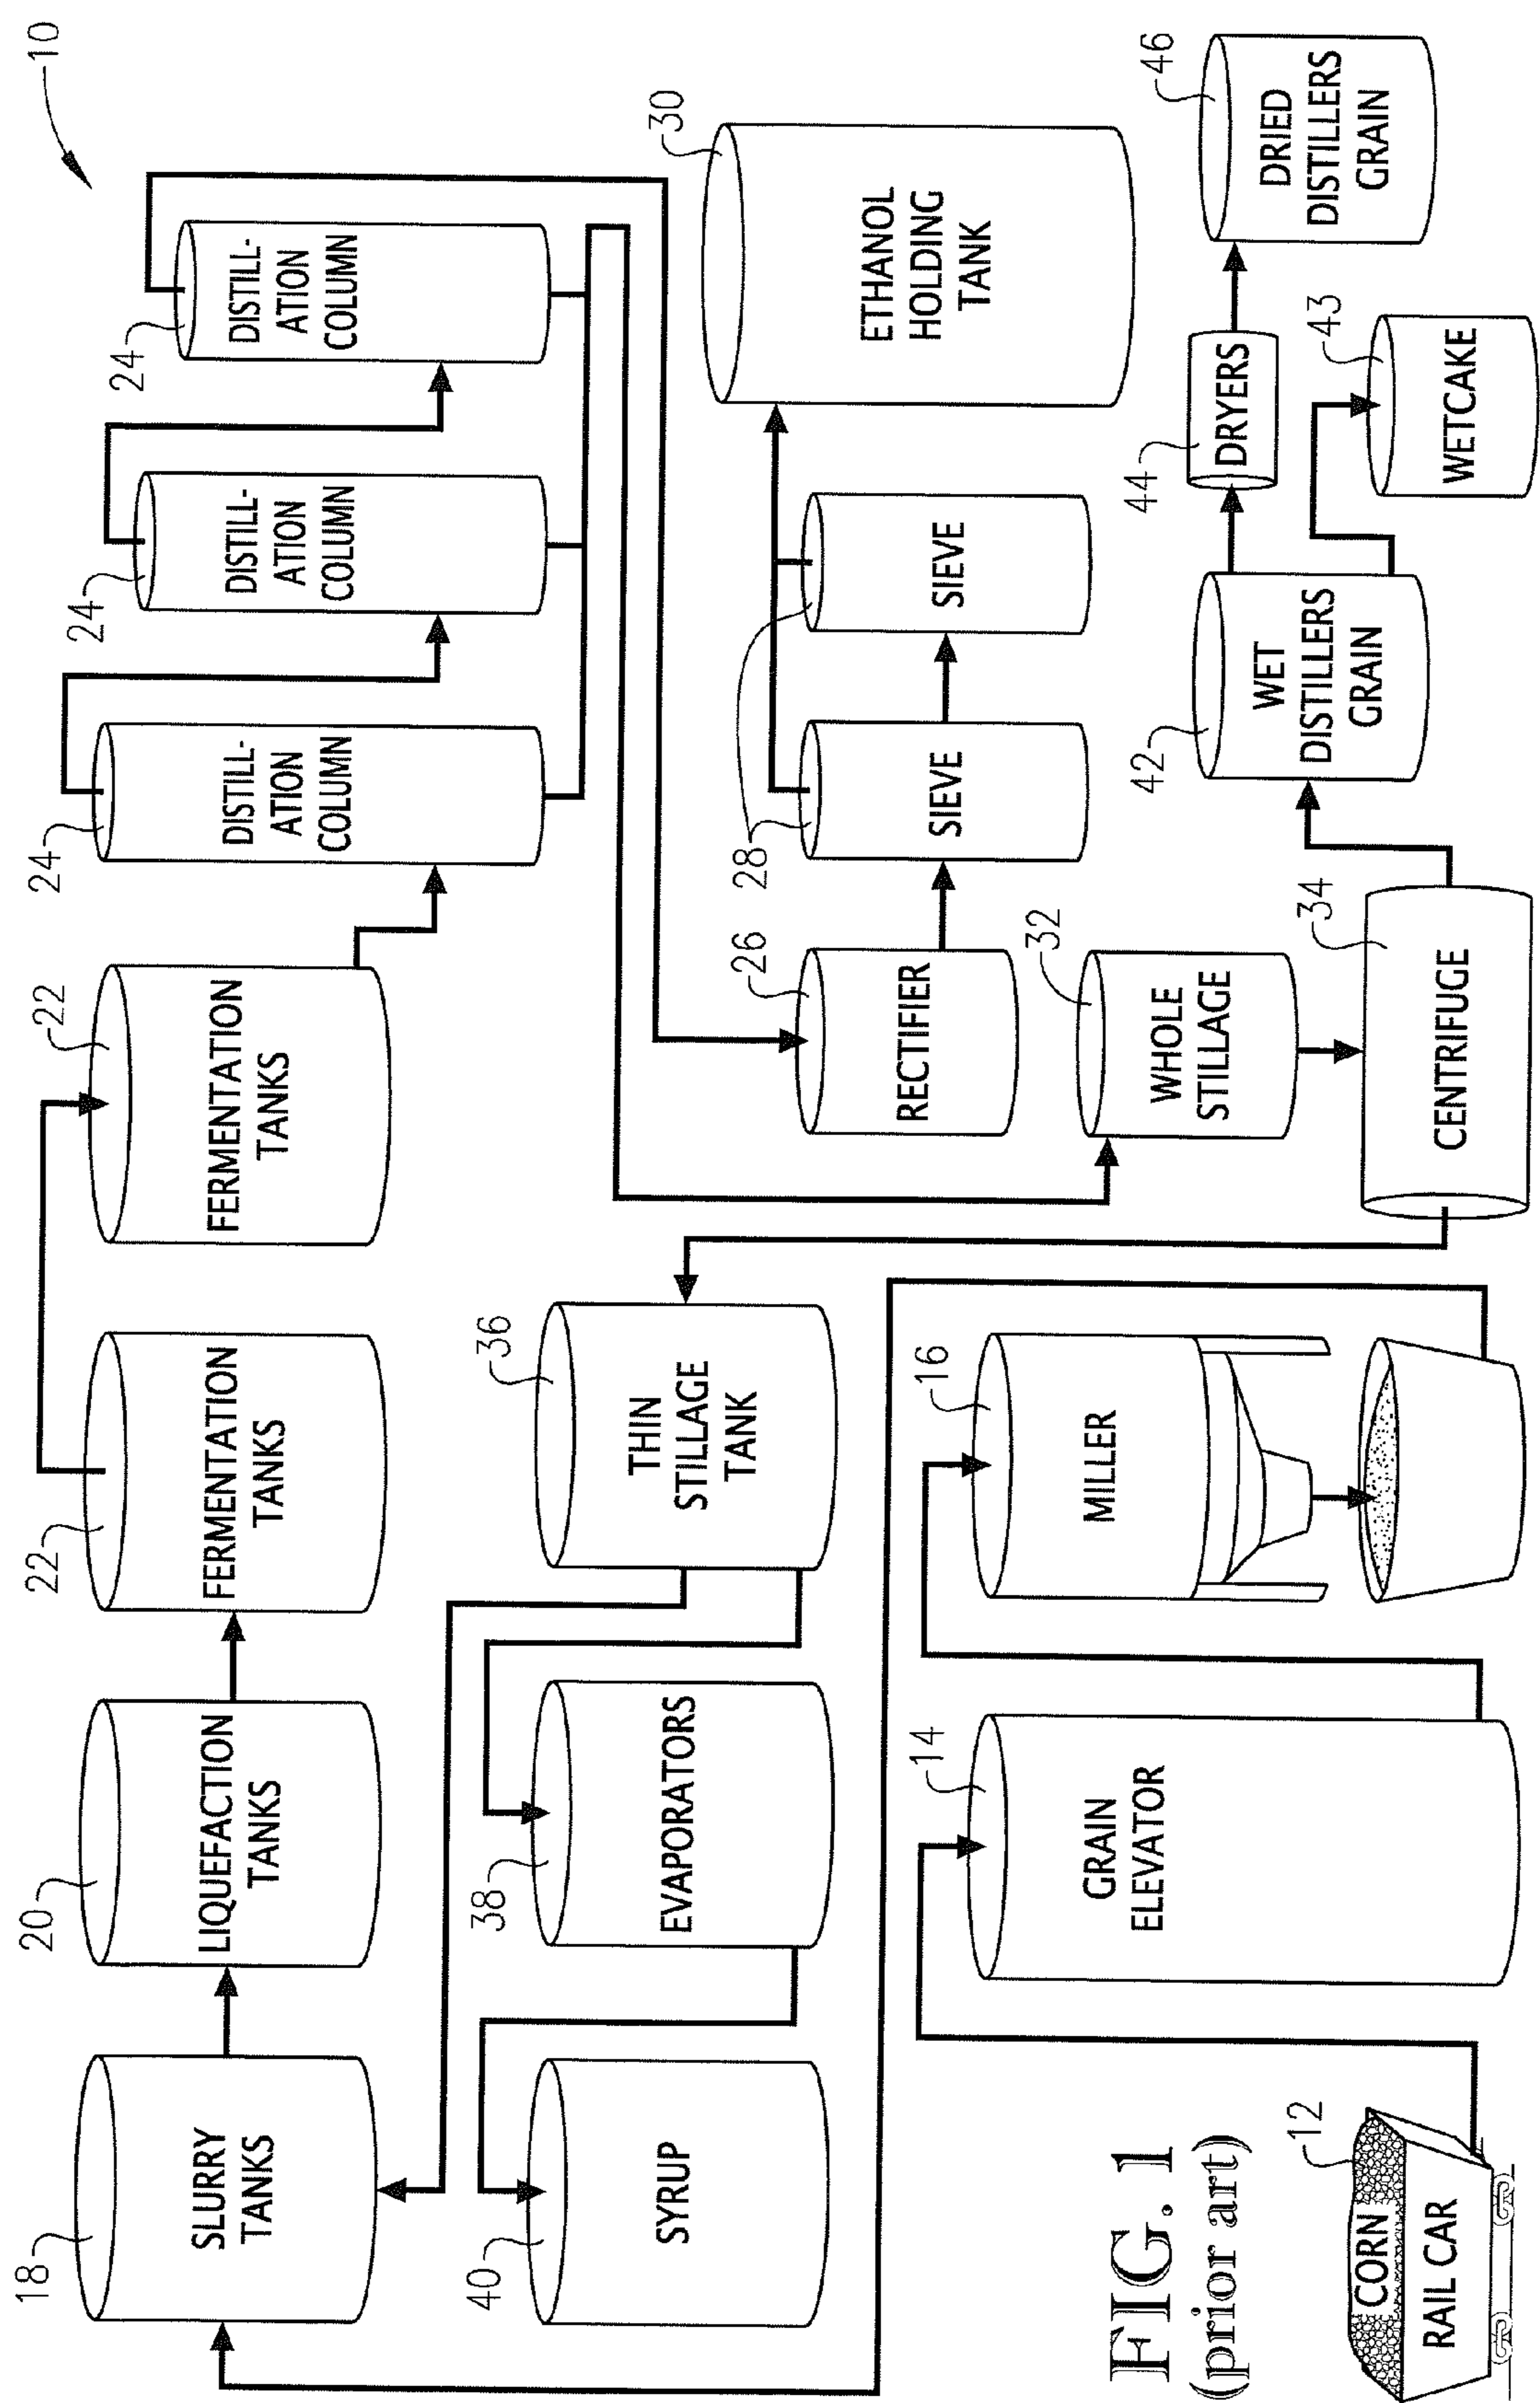 10
18
SLURRY
TANKS
20
LIQUEFACTION
TANKS
22
FERMENTATION
TANKS
22
FERMENTATION
TANKS
24
DISTILL-
ATION
COLUMN
24
DISTILL-
ATION
COLUMN
24
DISTILL-
ATION
COLUMN
40
SYRUP
38
EVAPORATORS
36
THIN
STILLAGE
TANK
26
RECTIFIER
28
SIEVE
SIEVE
30
ETHANOL
HOLDING
TANK
32
WHOLE
STILLAGE
FIG. 1
(prior art)
12
CORN
RAIL CAR
14
GRAIN
ELEVATOR
16
MILLER
34
CENTRIFUGE
42
WET
DISTILLERS
GRAIN
44
DRYERS
43
WETCAKE
46
DRIED
DISTILLERS
GRAIN